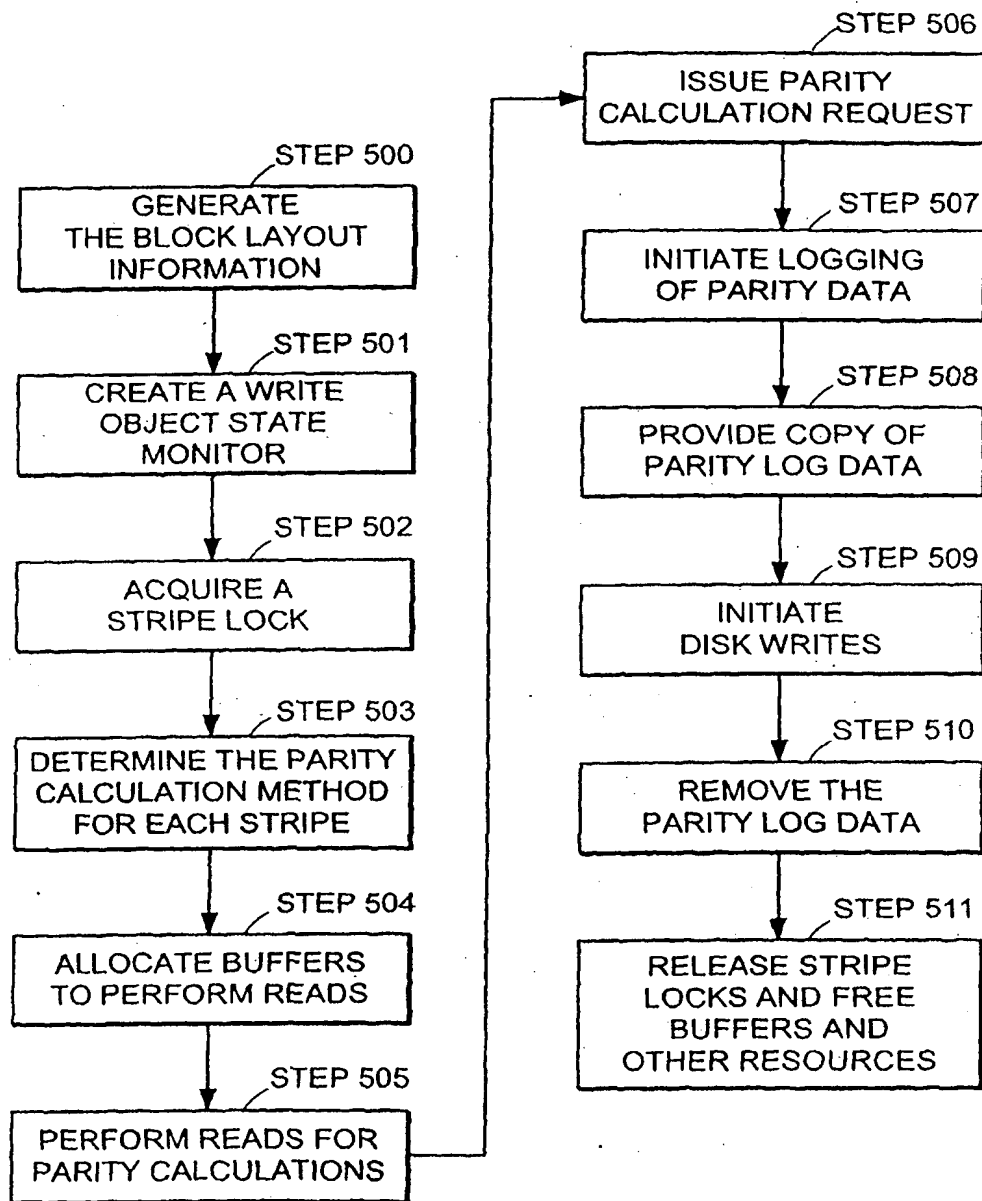 STEP 500
GENERATE
THE BLOCK LAYOUT
INFORMATION
STEP 501
CREATE A WRITE
OBJECT STATE
MONITOR
STEP 502
ACQUIRE A
STRIPE LOCK
STEP 503
DETERMINE THE PARITY
CALCULATION METHOD
FOR EACH STRIPE
STEP 504
ALLOCATE BUFFERS
TO PERFORM READS
STEP 505
PERFORM READS FOR
PARITY CALCULATIONS
STEP 506
ISSUE PARITY
CALCULATION REQUEST
STEP 507
INITIATE LOGGING
OF PARITY DATA
STEP 508
PROVIDE COPY OF
PARITY LOG DATA
STEP 509
INITIATE
DISK WRITES
STEP 510
REMOVE THE
PARITY LOG DATA
STEP 511
RELEASE STRIPE
LOCKS AND FREE
BUFFERS AND
OTHER RESOURCES